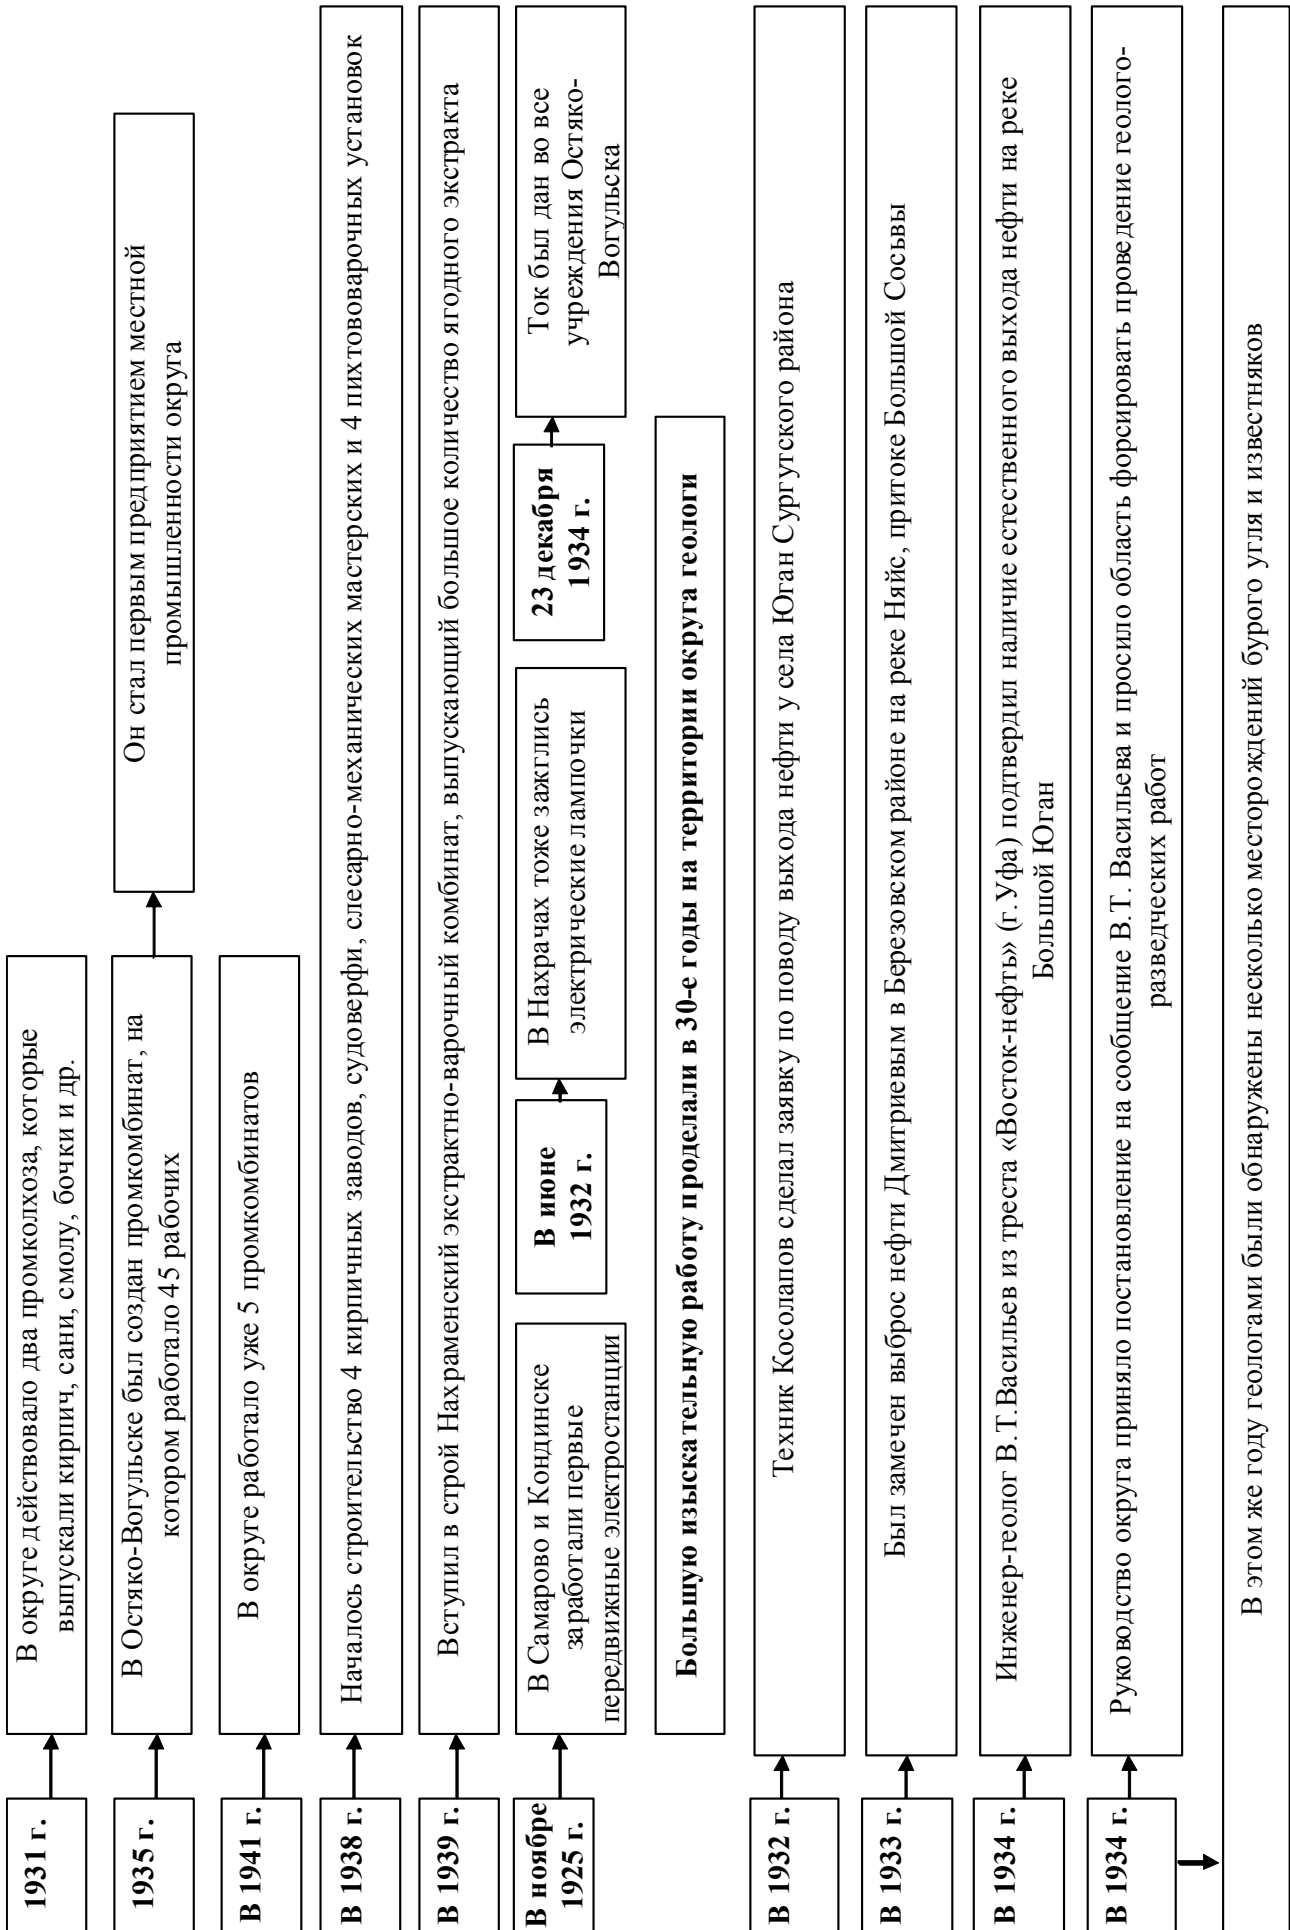 1931 г.
В округе действовало два промколхоза, которые
выпускали кирпич, сани, смолу, бочки и др.
1935 г.
В Остяко-Вогульске был создан промкомбинат, на
котором работало 45 рабочих
Он стал первым предприятием местной
промышленности округа
В 1941 г.
В округе работало уже 5 промкомбинатов
В 1938 г.
Началось строительство 4 кирпичных заводов, судоверфи, слесарно-механических мастерских и 4 пихтововарочных установок
В 1939 г.
Вступил в строй Нахраменский экстрактно-варочный комбинат, выпускающий большое количество ягодного экстракта
В ноябре
1925 г.
В Самарово и Кондинске
заработали первые
передвижные электростанции
В июне
1932 г.
В Нахрачах тоже зажглись
электрические лампочки
23 декабря
1934 г.
Ток был дан во все
учреждения Остяко-
Вогульска
Большую изыскательную работу проделали в 30-е годы на территории округа геологи
В 1932 г.
Техник Косолапов сделал заявку по поводу выхода нефти у села Юган Сургутского района
В 1933 г.
Был замечен выброс нефти Дмитриевым в Березовском районе на реке Няйс, притоке Большой Сосьвы
В 1934 г.
Инженер-геолог В.Т.Васильев из треста «Восток-нефть» (г. Уфа) подтвердил наличие естественного выхода нефти на реке
Большой Юган
В 1934 г.
Руководство округа приняло постановление на сообщение В.Т. Васильева и просило область форсировать проведение геолого-
разведческих работ
В этом же году геологами были обнаружены несколько месторождений бурого угля и известняков